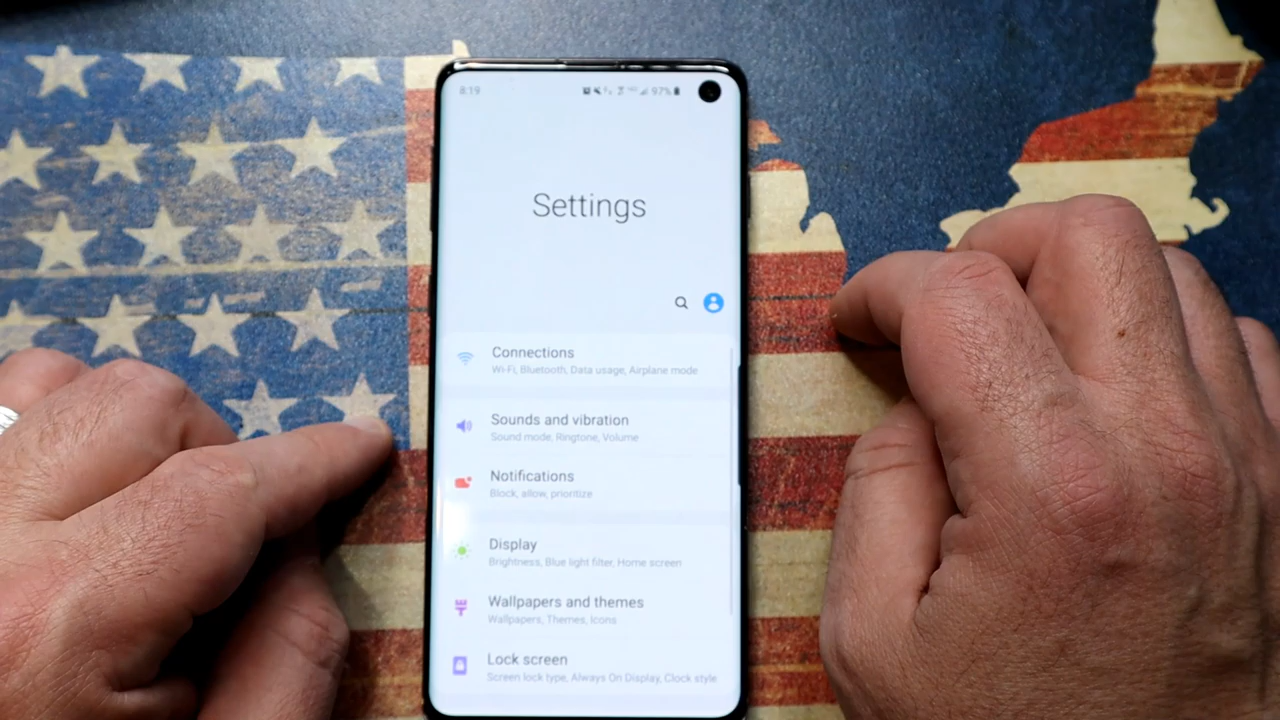 8:19 97%
Settings
Connections
Wi-Fi, Bluetooth, Data usage, Airplane mode
Sounds and vibration
Sound mode, Ringtone, Volume
Notifications
Block, allow, prioritize
Display
Brightness, Blue light filter, Home screen
Wallpapers and themes
Wallpapers, Themes, Icons
Lock screen
Screen lock type, Always On Display, Clock style